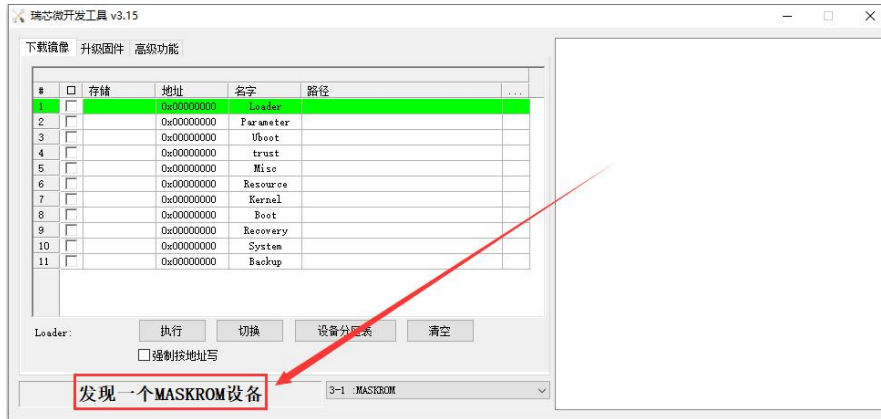 瑞芯微开发工具 v3.15
下载镜像 升级固件 高级功能
# 存储 地址 名字 路径 ...
1 0x00000000 Loader
2 0x00000000 Parameter
3 0x00000000 Uboot
4 0x00000000 trust
5 0x00000000 Misc
6 0x00000000 Resource
7 0x00000000 Kernel
8 0x00000000 Boot
9 0x00000000 Recovery
10 0x00000000 System
11 0x00000000 Backup
Loader: 执行 切换 设备分区表 清空
强制按地址写
发现一个MASKROM设备 3-1 :MASKROM